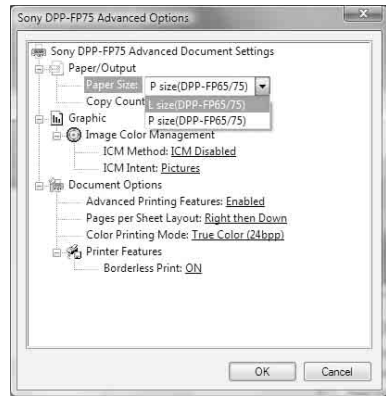 Sony DPP-FP75 Advanced Options
Sony DPP-FP75 Advanced Document Settings
Paper/Output
Paper Size: P size(DPP-FP65/75)
Copy Count
L size(DPP-FP65/75)
P size(DPP-FP65/75)
Graphic
Image Color Management
ICM Method: ICM Disabled
ICM Intent: Pictures
Document Options
Advanced Printing Features: Enabled
Pages per Sheet Layout: Right then Down
Color Printing Mode: True Color (24bpp)
Printer Features
Borderless Print: ON
OK Cancel